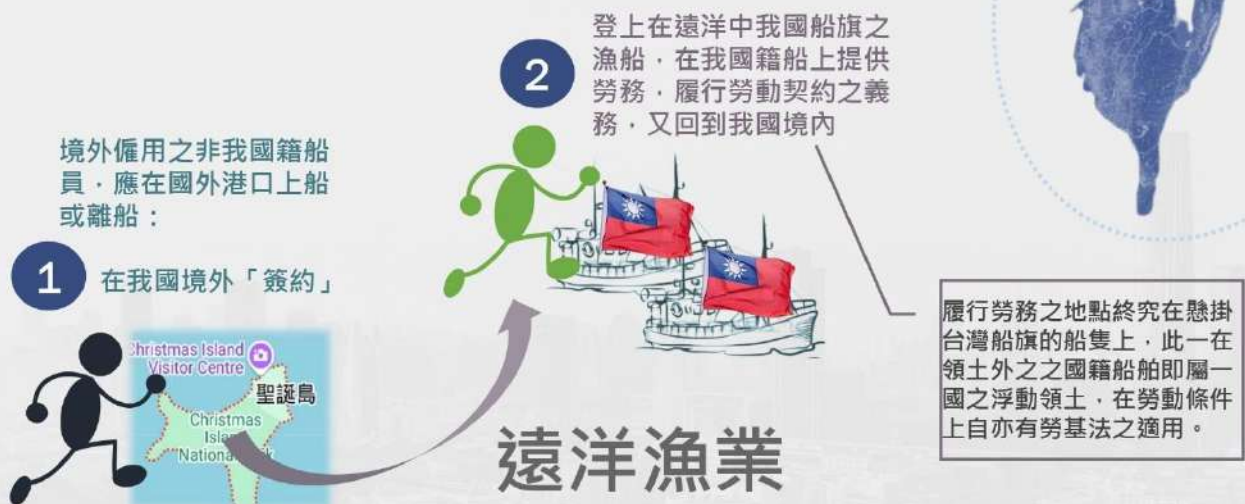 境外僱用之非我國籍船
員，應在國外港口上船
或離船：
1
在我國境外「簽約」
2
登上在遠洋中我國船旗之
漁船，在我國籍船上提供
勞務，履行勞動契約之義
務，又回到我國境內
履行勞務之地點終究在懸掛
台灣船旗的船隻上，此一在
領土外之之國籍船舶即屬一
國之浮動領土，在勞動條件
上自亦有勞基法之適用。
Christmas Island
Visitor Centre
聖誕島
Christmas
遠洋漁業